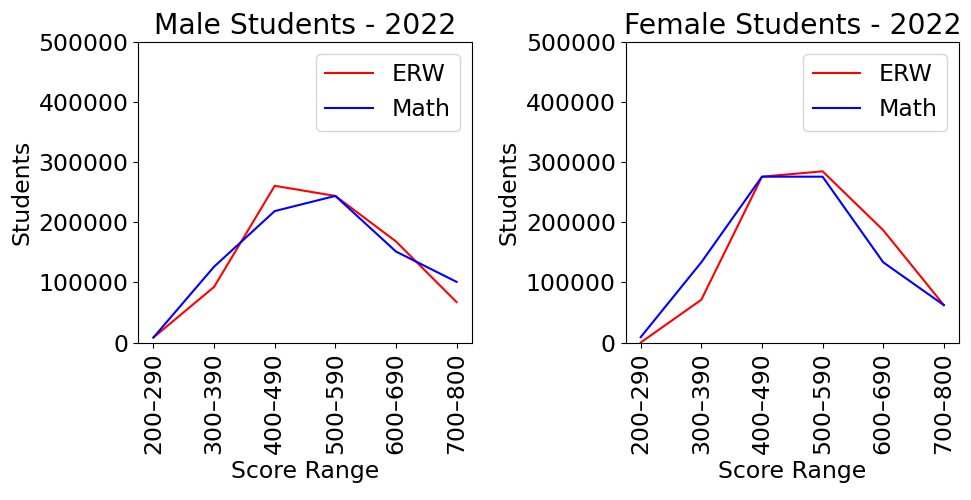 Male Students - 2022
500000
400000
300000
200000
100000
0
Students
ERW
Math
200–290
300–390
400–490
500–590
600–690
700–800
Score Range
Female Students - 2022
500000
400000
300000
200000
100000
0
Students
ERW
Math
200–290
300–390
400–490
500–590
600–690
700–800
Score Range